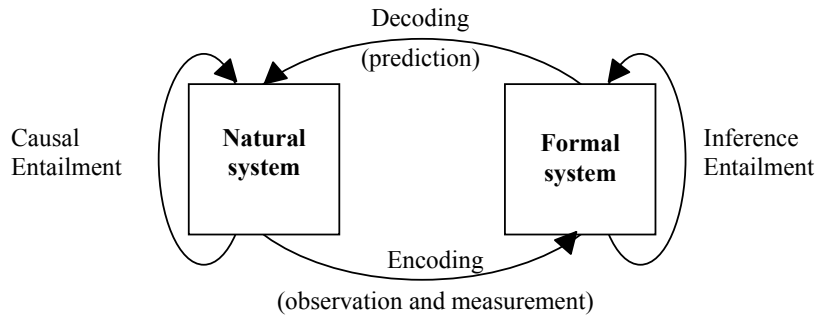 Decoding
(prediction)
Causal
Entailment
Natural
system
Formal
system
Inference
Entailment
Encoding
(observation and measurement)